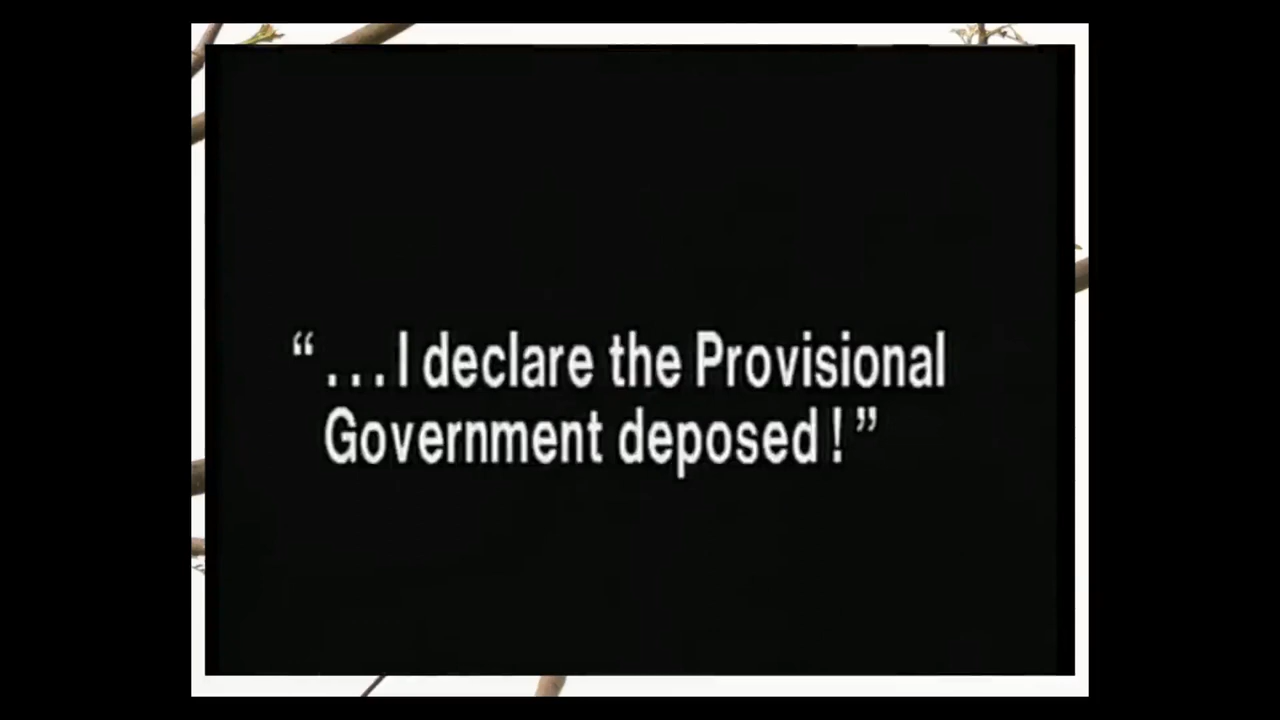 “ . . . I declare the Provisional
Government deposed ! ”